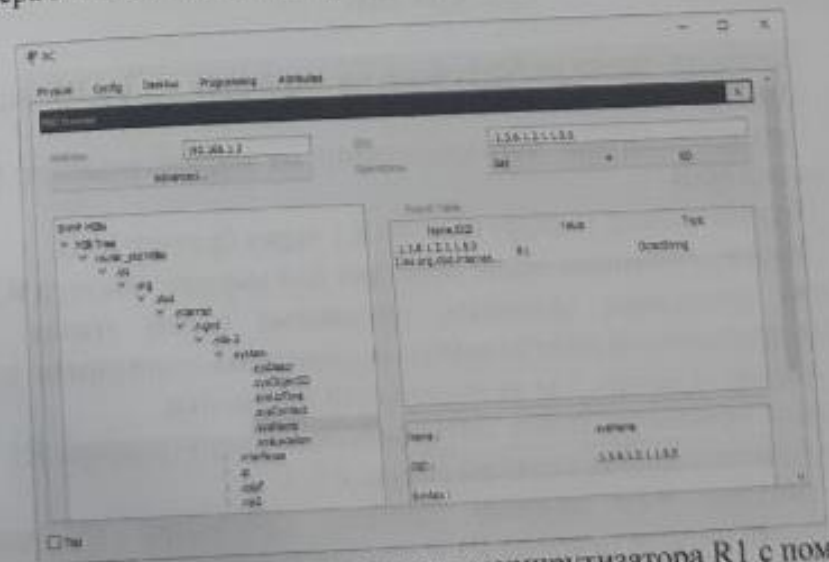 PC
Physical Config Desktop Programming Attributes
MIB Browser
Address 192.168.1.2
OID .1.3.6.1.2.1.1.5.0
Advanced...
Operations Get GO
SNMP MIBs
MIB Tree
router_std MIBs
.iso
.org
.dod
.internet
.mgmt
.mib-2
.system
.sysDescr
.sysObjectID
.sysUpTime
.sysContact
.sysName
.sysLocation
.interfaces
.ip
Result Table
Name/OID Value Type
.1.3.6.1.2.1.1.5.0 R1 OctetString
Name : .sysName
OID : .1.3.6.1.2.1.1.5.0
Syntax :
Top
маршрутизатора R1 с пом